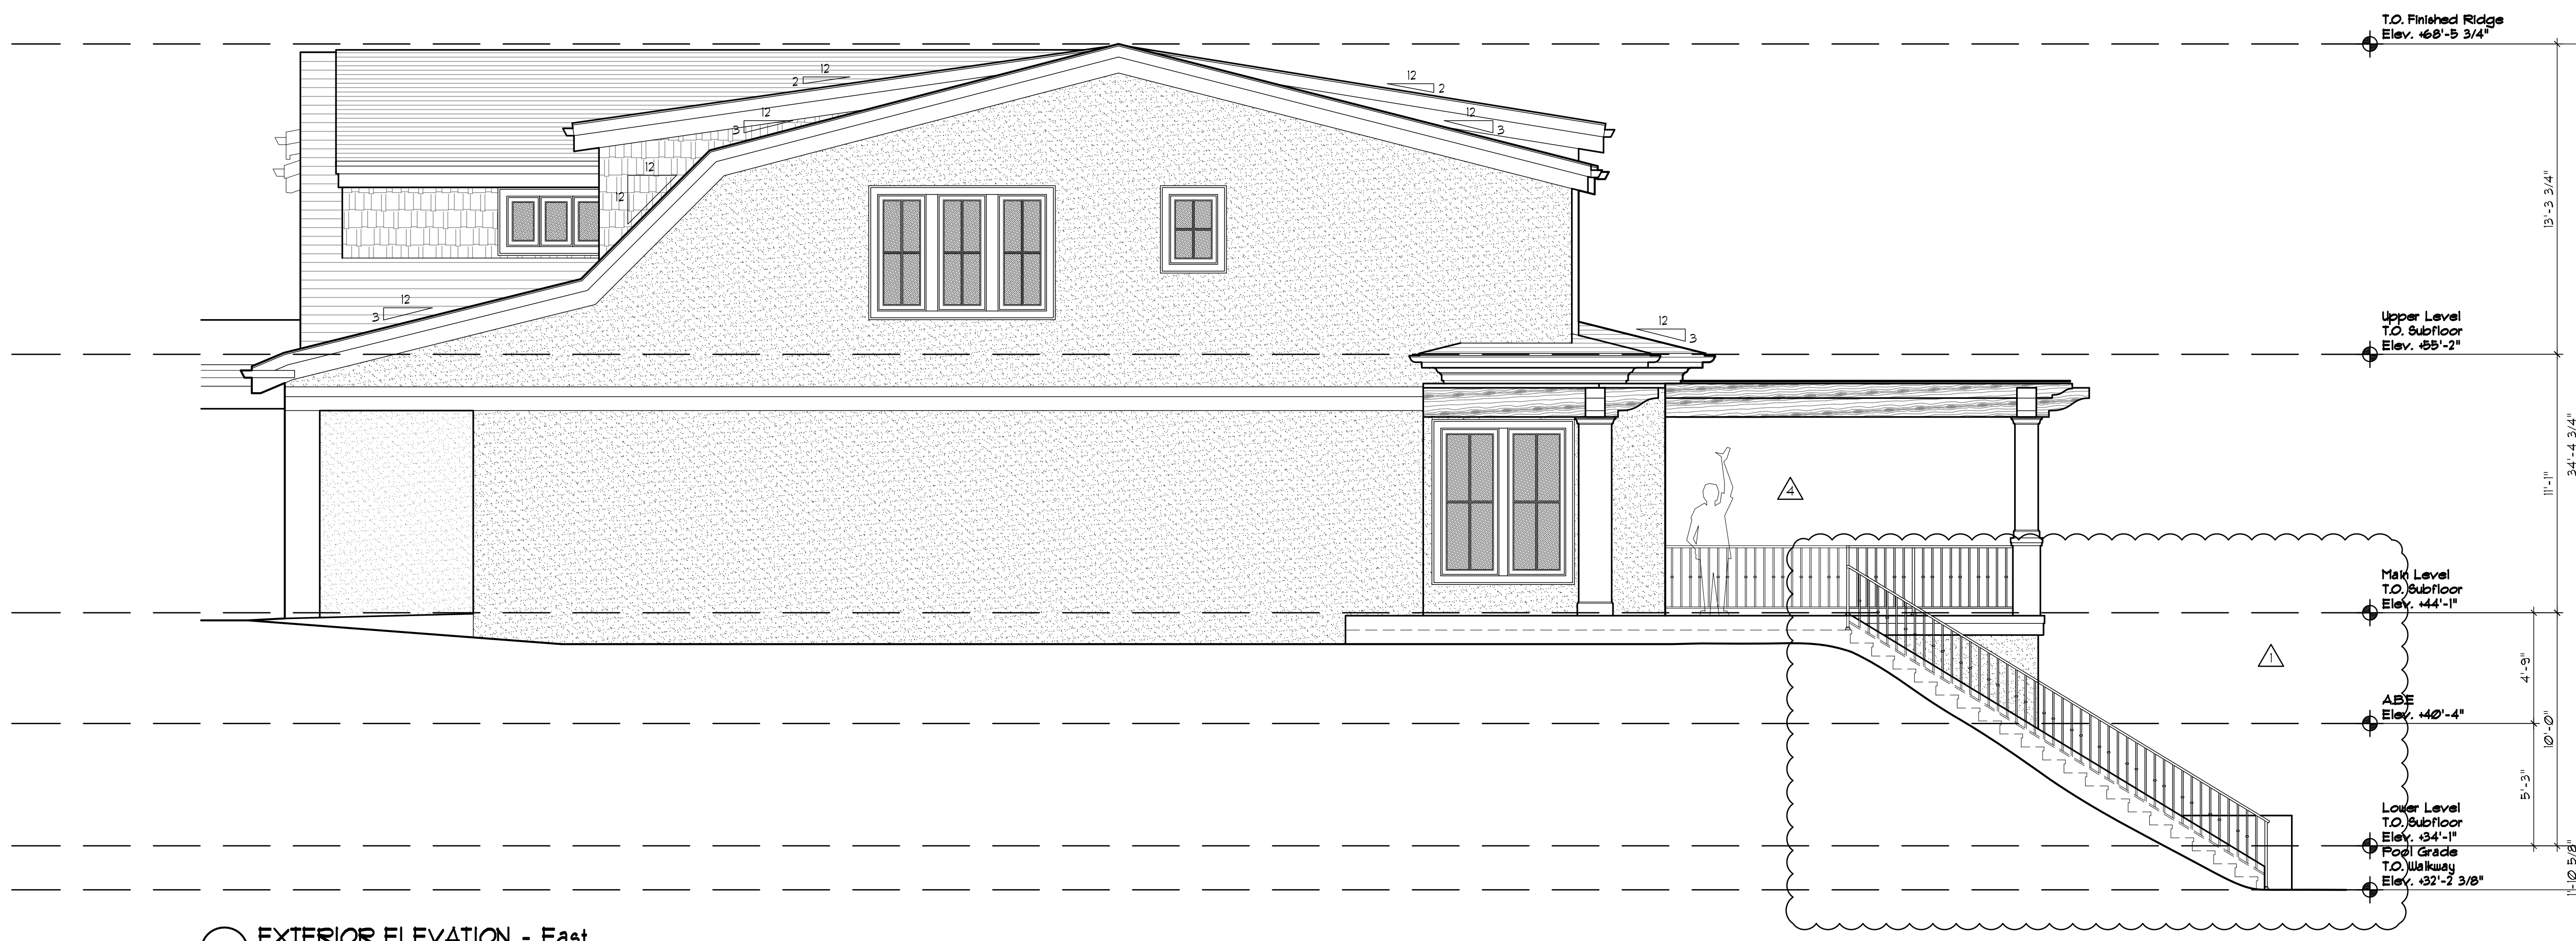 T.O. Finished Ridge
Elev. +68'-5 3/4"
12
2
12
2
12
3
12
3
12
12
12
3
12
3
13'-3 3/4"
Upper Level
T.O. Subfloor
Elev. +55'-2"
34'-4 3/4"
11'-1"
4
Main Level
T.O. Subfloor
Elev. +44'-1"
1
4'-9"
A.B.E
Elev. +40'-4"
10'-0"
5'-3"
Lower Level
T.O. Subfloor
Elev. +34'-1"
Pool Grade
T.O. Walkway
Elev. +32'-2 3/8"
1'-10 5/8"
EXTERIOR ELEVATION - East